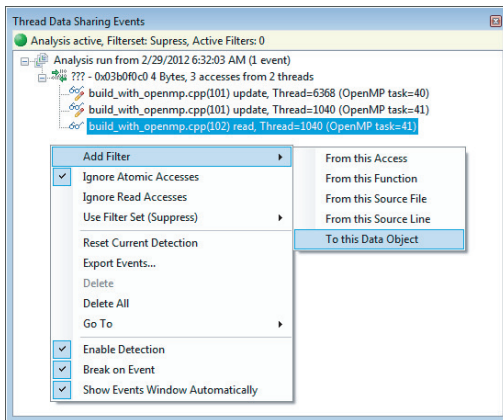 Thread Data Sharing Events
Analysis active, Filterset: Supress, Active Filters: 0
Analysis run from 2/29/2012 6:32:03 AM (1 event)
??? - 0x03b0f0c0 4 Bytes, 3 accesses from 2 threads
build_with_openmp.cpp(101) update, Thread=6368 (OpenMP task=40)
build_with_openmp.cpp(101) update, Thread=1040 (OpenMP task=41)
build_with_openmp.cpp(102) read, Thread=1040 (OpenMP task=41)
Add Filter
Ignore Atomic Accesses
Ignore Read Accesses
Use Filter Set (Suppress)
Reset Current Detection
Export Events...
Delete
Delete All
Go To
Enable Detection
Break on Event
Show Events Window Automatically
From this Access
From this Function
From this Source File
From this Source Line
To this Data Object